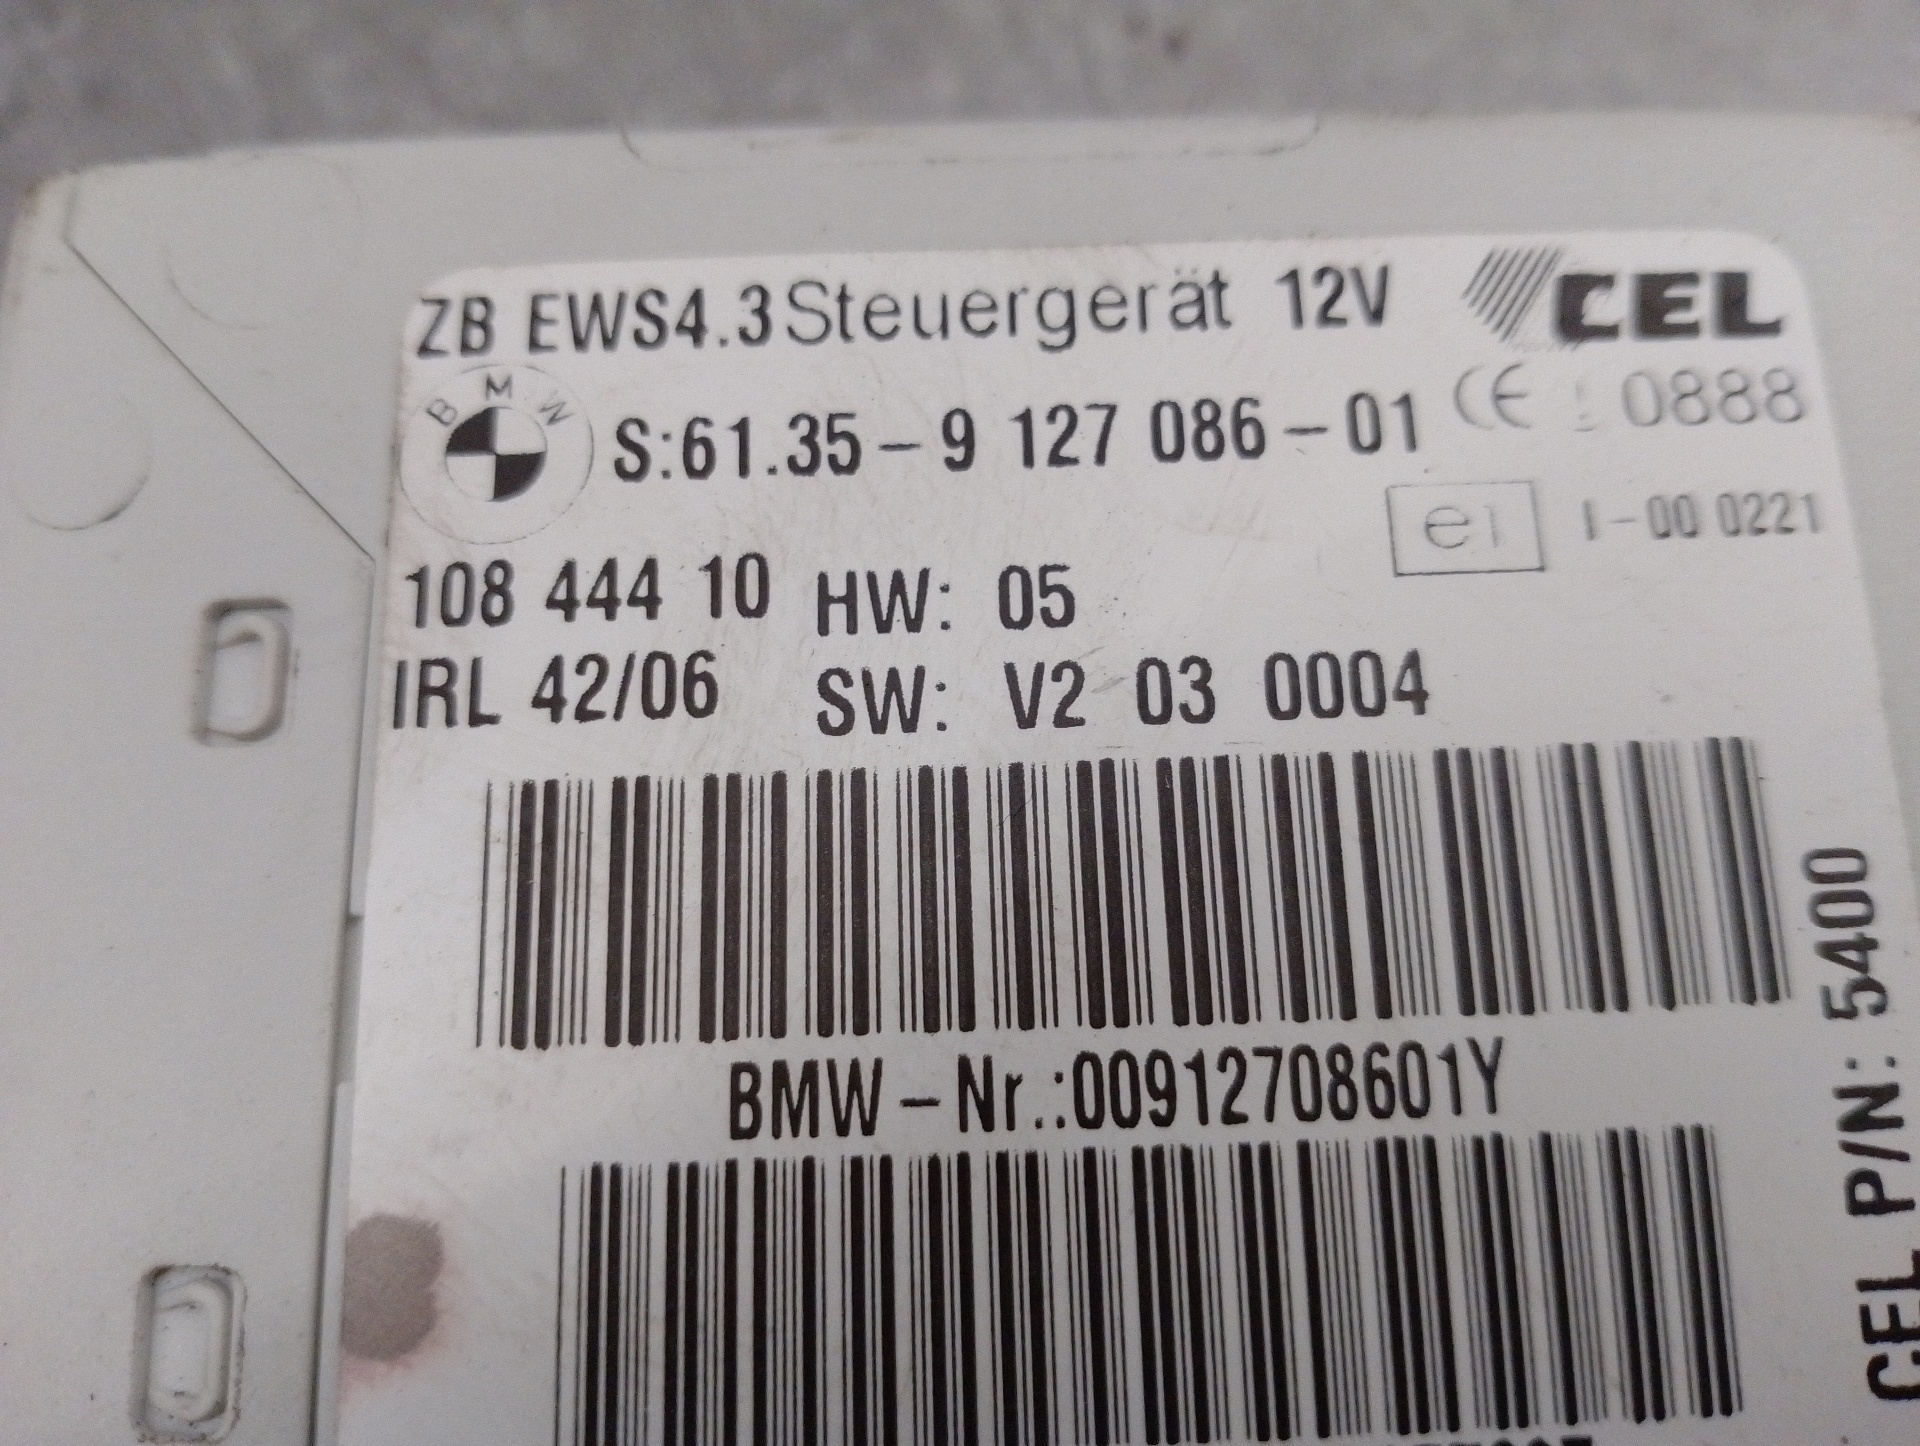 ZB EWS4.3 Steuergerät 12V CEL
BMW
S:61.35-9 127 086-01 CE 0888
e1 1-00 0221
108 444 10 HW: 05
IRL 42/06 SW: V2 03 0004
BMW-Nr.:00912708601Y
CEL P/N: 5400